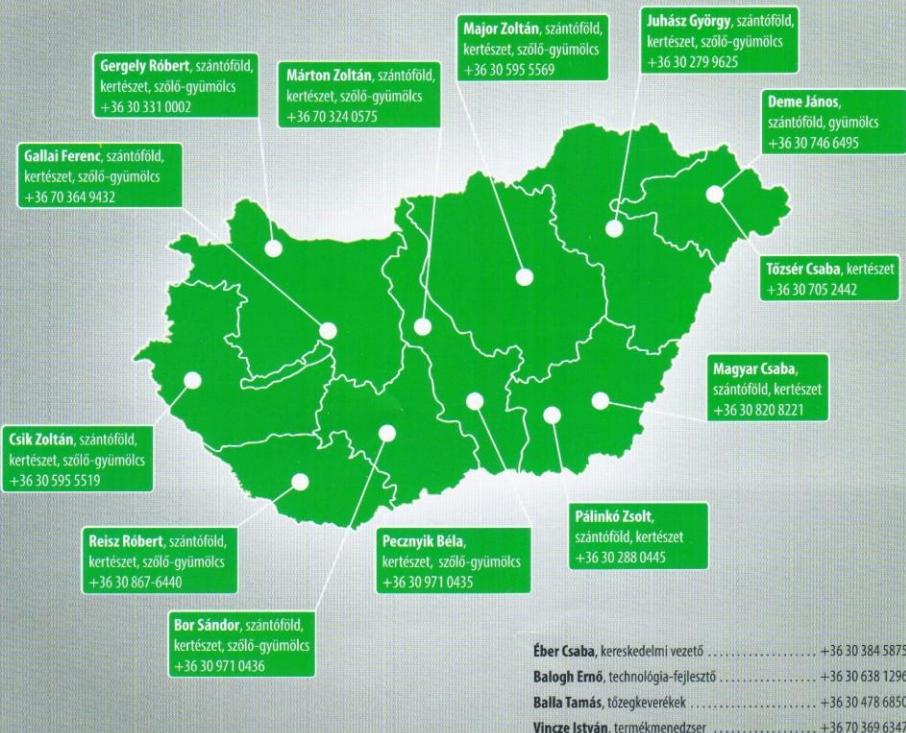 Major Zoltán, szántóföld,
kertészet, szőlő-gyümölcs
+36 30 595 5569
Juhász György, szántóföld,
kertészet, szőlő-gyümölcs
+36 30 279 9625
Gergely Róbert, szántóföld,
kertészet, szőlő-gyümölcs
+36 30 331 0002
Márton Zoltán, szántóföld,
kertészet, szőlő-gyümölcs
+36 70 324 0575
Deme János,
szántóföld, gyümölcs
+36 30 746 6495
Gallai Ferenc, szántóföld,
kertészet, szőlő-gyümölcs
+36 70 364 9432
Tőzsér Csaba, kertészet
+36 30 705 2442
Magyar Csaba,
szántóföld, kertészet
+36 30 820 8221
Csik Zoltán, szántóföld,
kertészet, szőlő-gyümölcs
+36 30 595 5519
Pálinkó Zsolt,
szántóföld, kertészet
+36 30 288 0445
Reisz Róbert, szántóföld,
kertészet, szőlő-gyümölcs
+36 30 867-6440
Pecznyik Béla,
kertészet, szőlő-gyümölcs
+36 30 971 0435
Bor Sándor, szántóföld,
kertészet, szőlő-gyümölcs
+36 30 971 0436
Éber Csaba, kereskedelmi vezető .................. +36 30 384 5875
Balogh Ernő, technológia-fejlesztő ................ +36 30 638 1296
Balla Tamás, tőzegkeverékek ..................... +36 30 478 6850
Vincze István, termékmenedzser .................. +36 70 369 6347